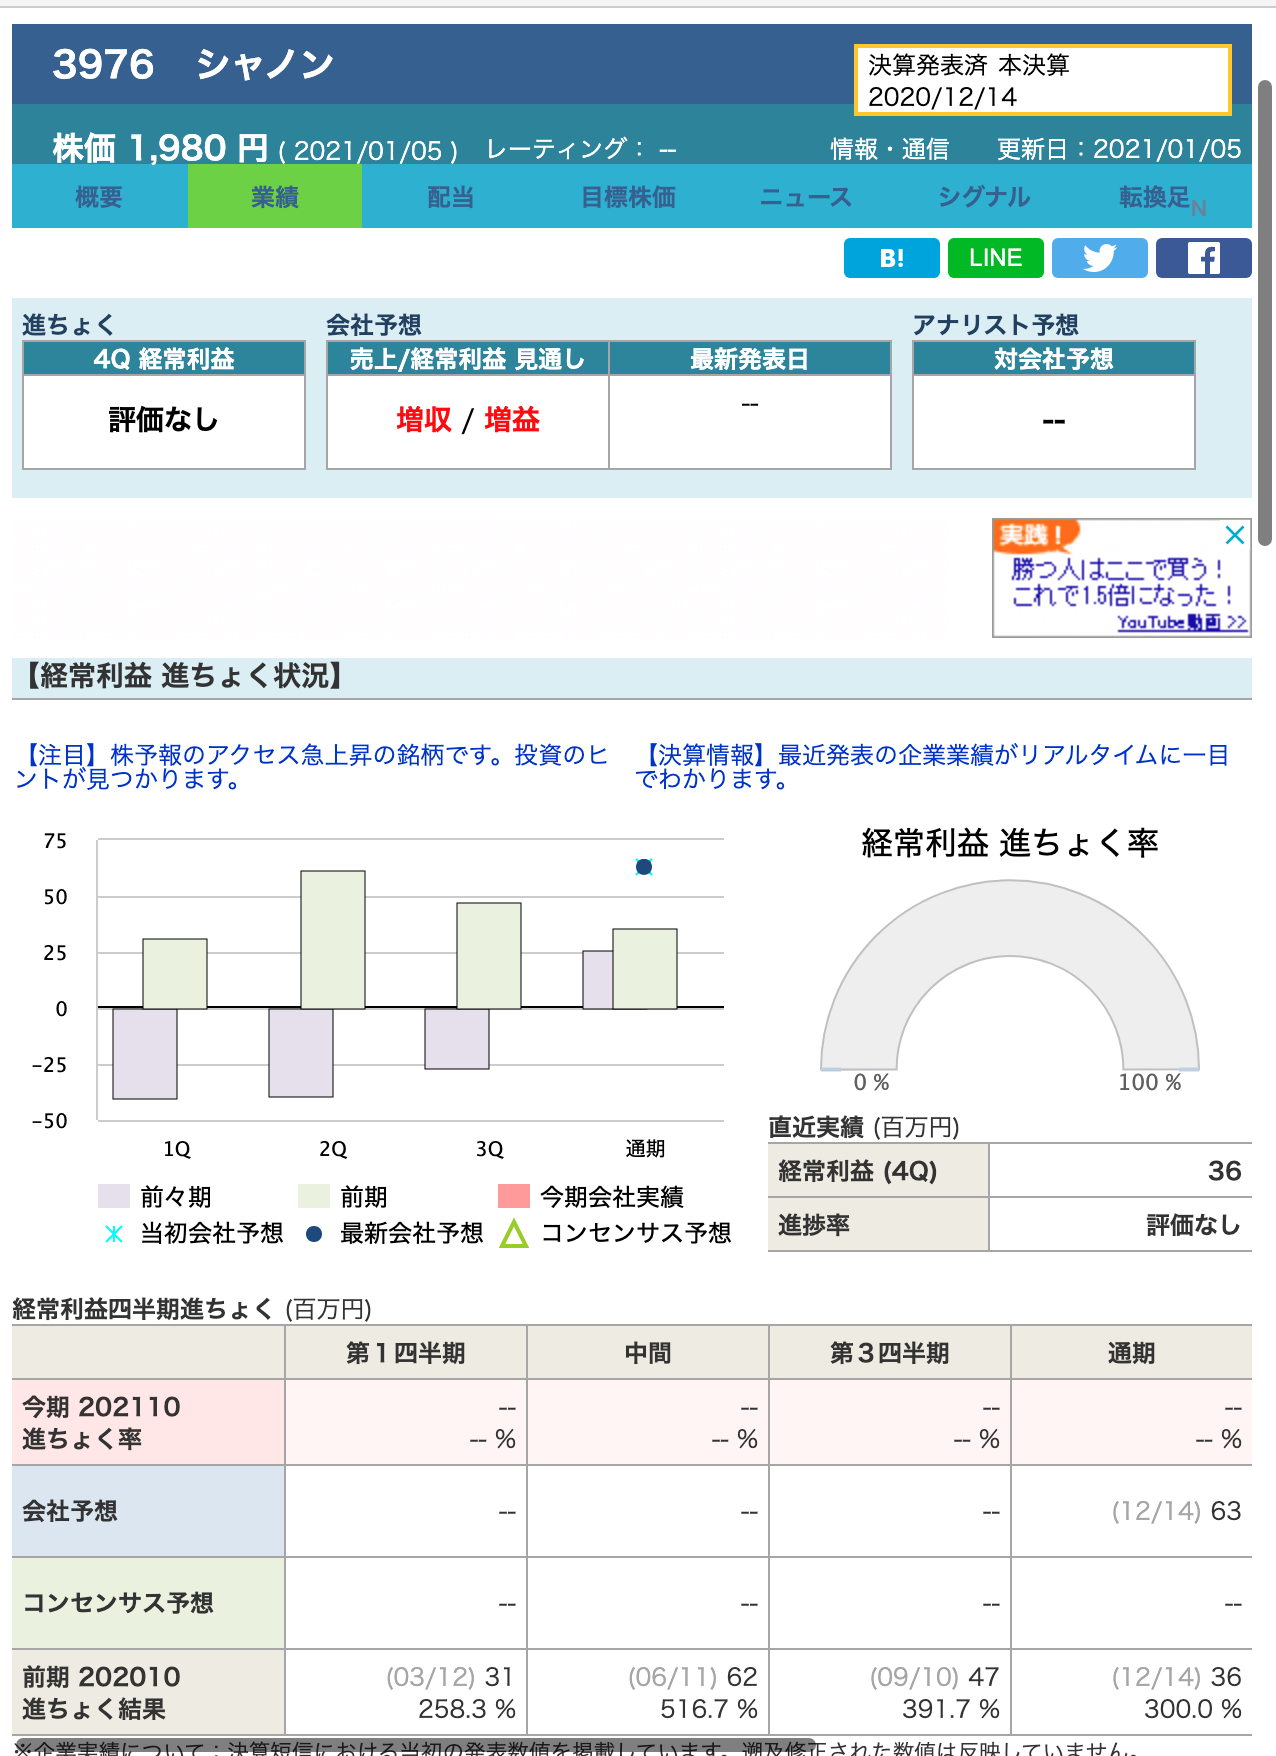 3976 シャノン
決算発表済 本決算
2020/12/14
株価 1,980 円 ( 2021/01/05 ) レーティング： -- 情報・通信 更新日：2021/01/05
概要 業績 配当 目標株価 ニュース シグナル 転換足N
B! LINE
進ちょく 会社予想 アナリスト予想
4Q 経常利益 売上/経常利益 見通し 最新発表日 対会社予想
評価なし 増収 / 増益 -- --
実践！
勝つ人はここで買う！
これで1.5倍になった！
YouTube動画 >>
【経常利益 進ちょく状況】
【注目】株予報のアクセス急上昇の銘柄です。投資のヒ
ントが見つかります。
【決算情報】最近発表の企業業績がリアルタイムに一目
でわかります。
経常利益 進ちょく率
75
50
25
0
-25
-50
1Q 2Q 3Q 通期
0 % 100 %
前々期 前期 今期会社実績
当初会社予想 最新会社予想 コンセンサス予想
直近実績 (百万円)
経常利益 (4Q) 36
進捗率 評価なし
経常利益四半期進ちょく (百万円)
第１四半期 中間 第３四半期 通期
今期 202110 -- -- -- --
進ちょく率 -- % -- % -- % -- %
会社予想 -- -- -- (12/14) 63
コンセンサス予想 -- -- -- --
前期 202010 (03/12) 31 (06/11) 62 (09/10) 47 (12/14) 36
進ちょく結果 258.3 % 516.7 % 391.7 % 300.0 %
※企業実績について：決算短信における当初の発表数値を掲載しています。遡及修正された数値は反映していません。